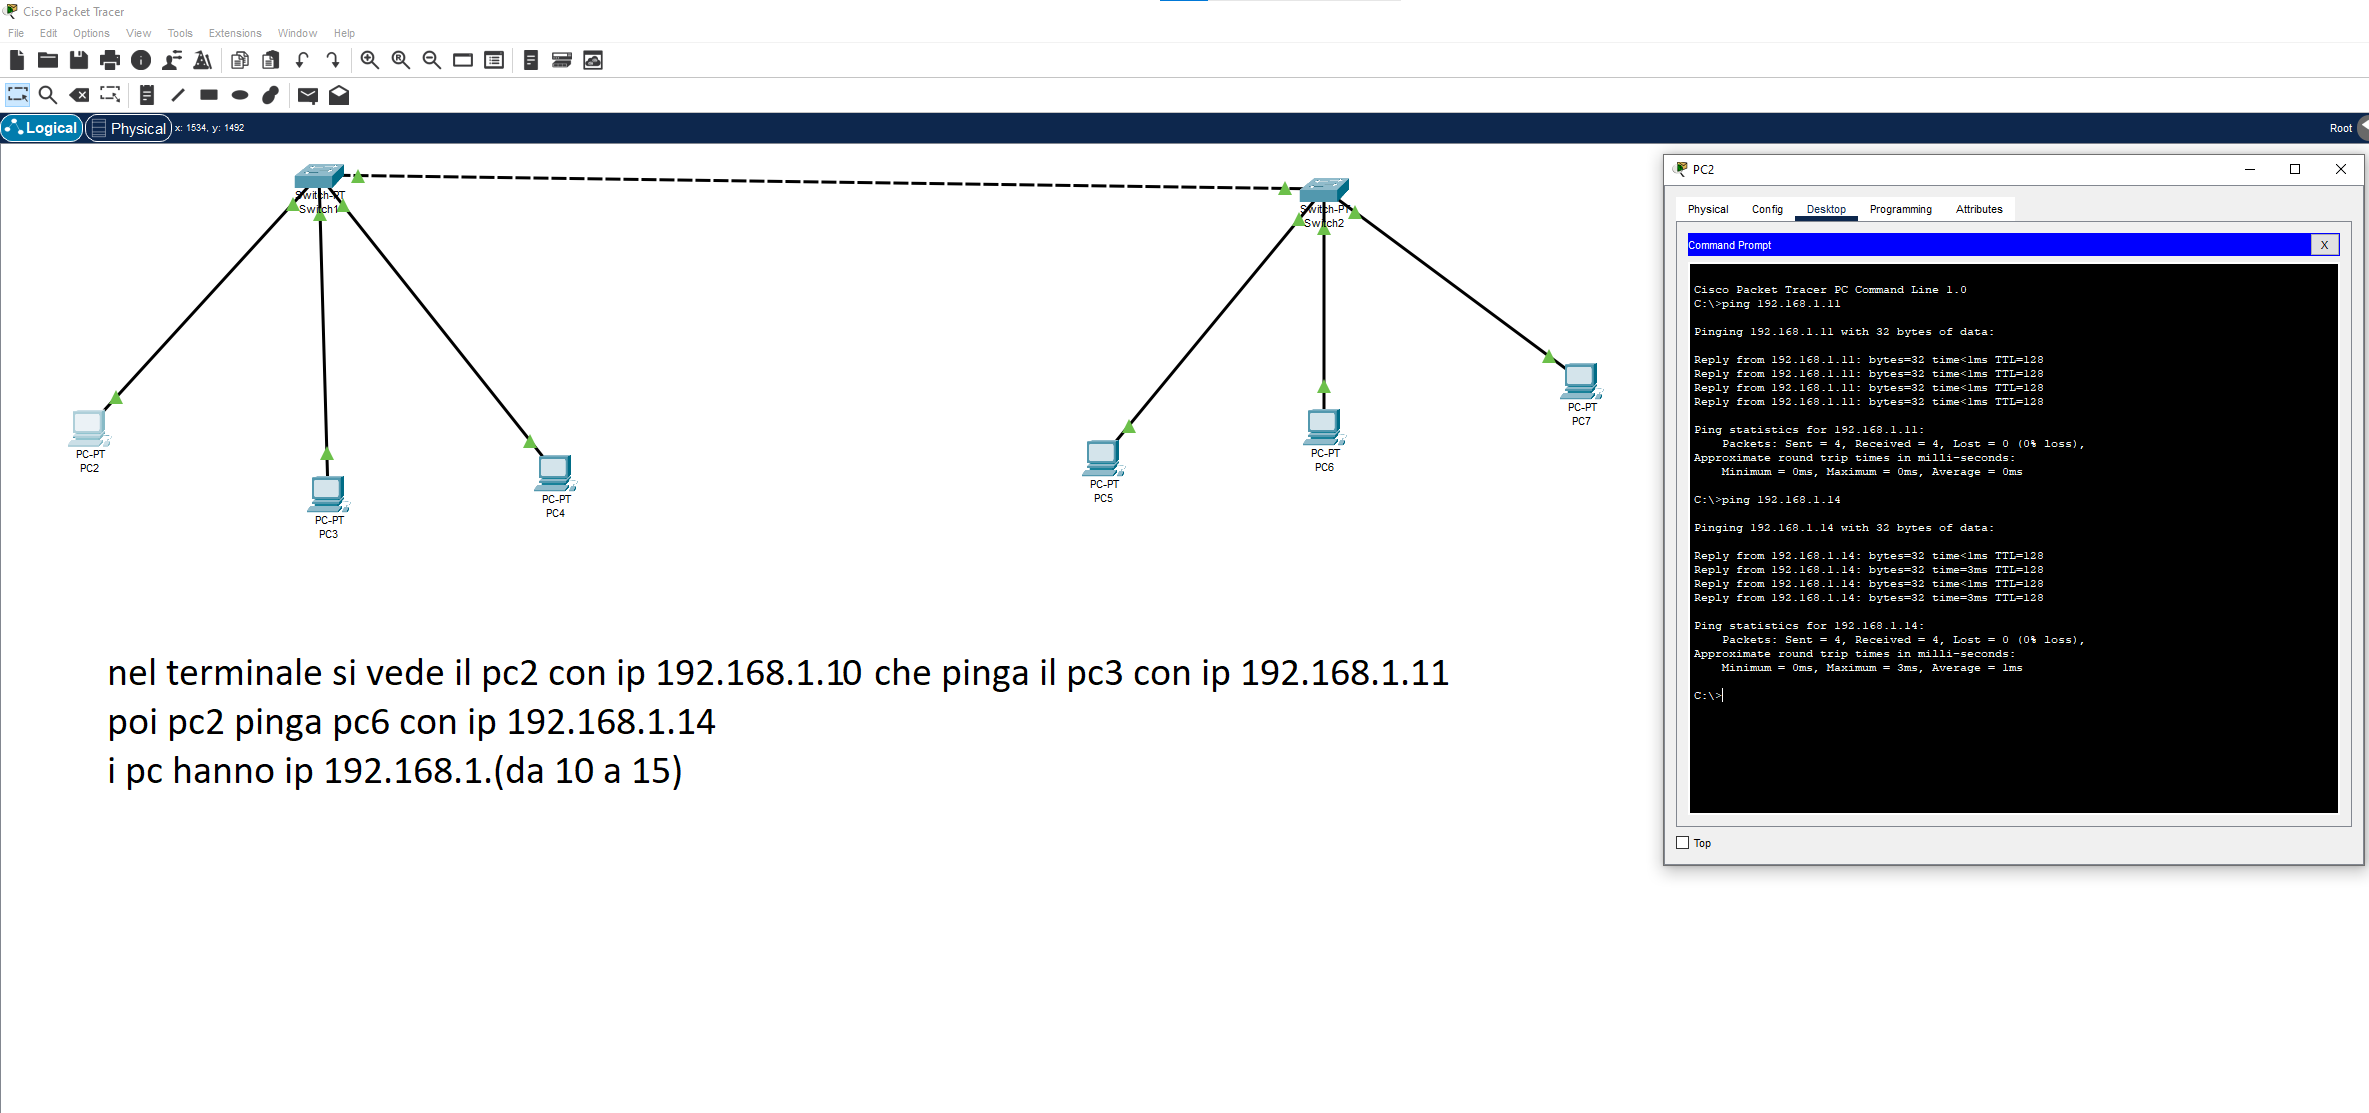 Cisco Packet Tracer
File Edit Options View Tools Extensions Window Help
Logical Physical x: 1534, y: 1492 Root
Switch-PT
Switch1
Switch-PT
Switch2
PC-PT
PC2
PC-PT
PC3
PC-PT
PC4
PC-PT
PC5
PC-PT
PC6
PC-PT
PC7
nel terminale si vede il pc2 con ip 192.168.1.10 che pinga il pc3 con ip 192.168.1.11
poi pc2 pinga pc6 con ip 192.168.1.14
i pc hanno ip 192.168.1.(da 10 a 15)
PC2
Physical Config Desktop Programming Attributes
Command Prompt X
Cisco Packet Tracer PC Command Line 1.0
C:\>ping 192.168.1.11
Pinging 192.168.1.11 with 32 bytes of data:
Reply from 192.168.1.11: bytes=32 time<1ms TTL=128
Reply from 192.168.1.11: bytes=32 time<1ms TTL=128
Reply from 192.168.1.11: bytes=32 time<1ms TTL=128
Reply from 192.168.1.11: bytes=32 time<1ms TTL=128
Ping statistics for 192.168.1.11:
Packets: Sent = 4, Received = 4, Lost = 0 (0% loss),
Approximate round trip times in milli-seconds:
Minimum = 0ms, Maximum = 0ms, Average = 0ms
C:\>ping 192.168.1.14
Pinging 192.168.1.14 with 32 bytes of data:
Reply from 192.168.1.14: bytes=32 time<1ms TTL=128
Reply from 192.168.1.14: bytes=32 time=3ms TTL=128
Reply from 192.168.1.14: bytes=32 time<1ms TTL=128
Reply from 192.168.1.14: bytes=32 time=3ms TTL=128
Ping statistics for 192.168.1.14:
Packets: Sent = 4, Received = 4, Lost = 0 (0% loss),
Approximate round trip times in milli-seconds:
Minimum = 0ms, Maximum = 3ms, Average = 1ms
C:\>
Top